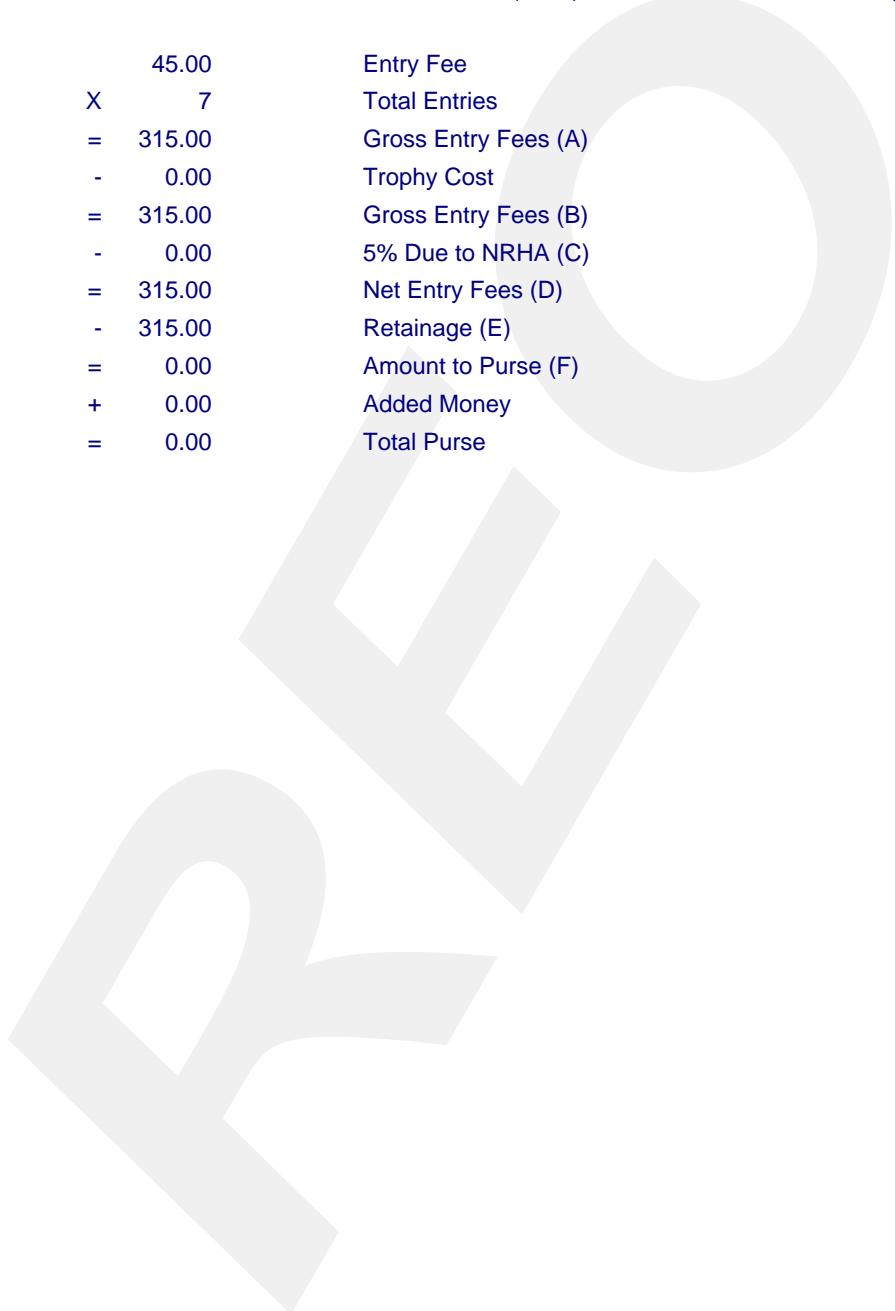 45.00 Entry Fee
X 7 Total Entries
= 315.00 Gross Entry Fees (A)
- 0.00 Trophy Cost
= 315.00 Gross Entry Fees (B)
- 0.00 5% Due to NRHA (C)
= 315.00 Net Entry Fees (D)
- 315.00 Retainage (E)
= 0.00 Amount to Purse (F)
+ 0.00 Added Money
= 0.00 Total Purse
REO